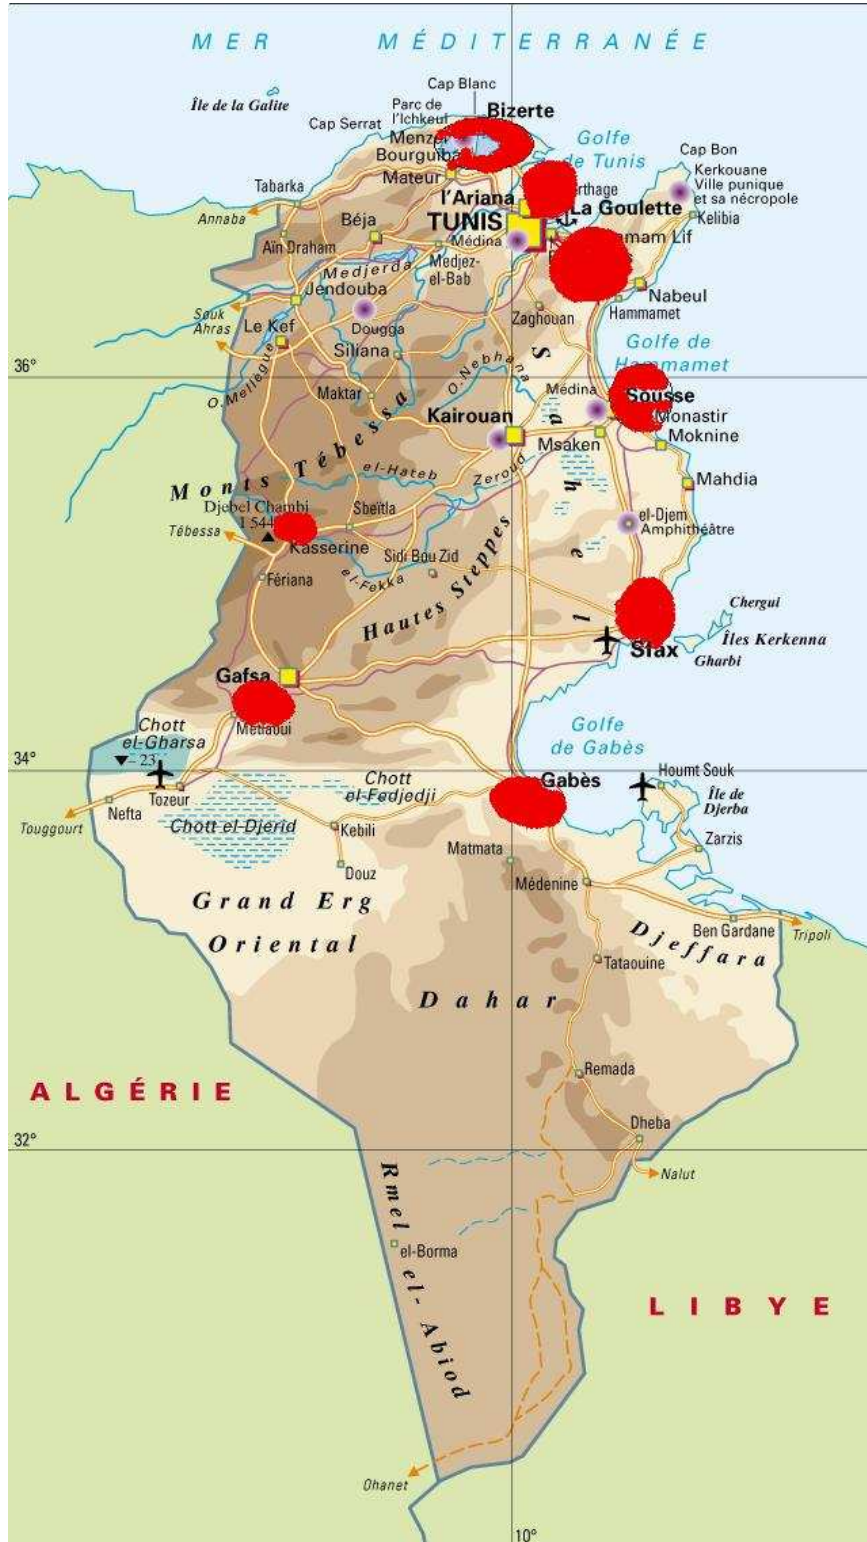 MER MÉDITERRANÉE
Cap Blanc
Île de la Galite
Parc de
l'Ichkeul
Bizerte
Cap Serrat
Menzel
Bourguiba
Golfe
de Tunis
Cap Bon
Mateur
Kerkouane
Ville punique
et sa nécropole
Tabarka
l'Ariana
Annaba
La Goulette
Kelibia
Béja
TUNIS
Aïn Draham
Médina
Lif
Medjerda
Medjez-
el-Bab
Jendouba
Nabeul
Souk
Ahras
Hammamet
Le Kef
Dougga
Zaghouan
Siliana
Golfe de
Hammamet
36°
O. Mellègue
O. Nebhana
Maktar
Médina
Sousse
Kairouan
Monastir
Msaken
Moknine
Monts Tébessa
el-Hateb
Zeroud
Mahdia
Sahel
Djebel Chambi
1 544
Sbeïtla
el-Djem
Amphithéâtre
Tébessa
Kasserine
Sidi Bou Zid
Fériana
el-Fekka
Hautes Steppes
Chergui
Îles Kerkenna
Gharbi
Sfax
Gafsa
Metlaoui
Chott
el-Gharsa
Golfe
de Gabès
– 23
34°
Chott
el-Fedjedji
Gabès
Houmt Souk
Île de
Djerba
Nefta
Tozeur
Touggourt
Chott el-Djerid
Kebili
Zarzis
Matmata
Douz
Médenine
Grand Erg
Oriental
Ben Gardane
Tripoli
Djeffara
Tataouine
Dahar
Remada
ALGÉRIE
Dheba
32°
Nalut
Rmel el-Abiod
el-Borma
LIBYE
Ohanet
10°